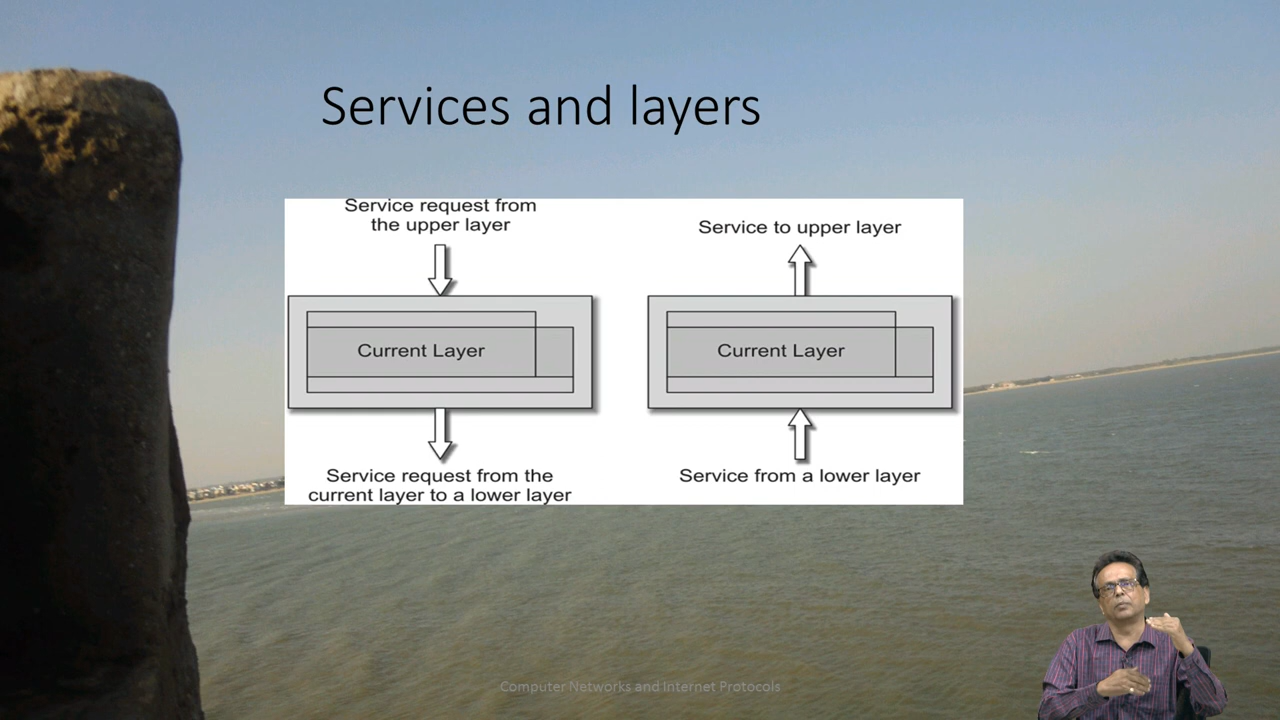 Services and layers
Service request from
the upper layer
Current Layer
Service request from the
current layer to a lower layer
Service to upper layer
Current Layer
Service from a lower layer
Computer Networks and Internet Protocols